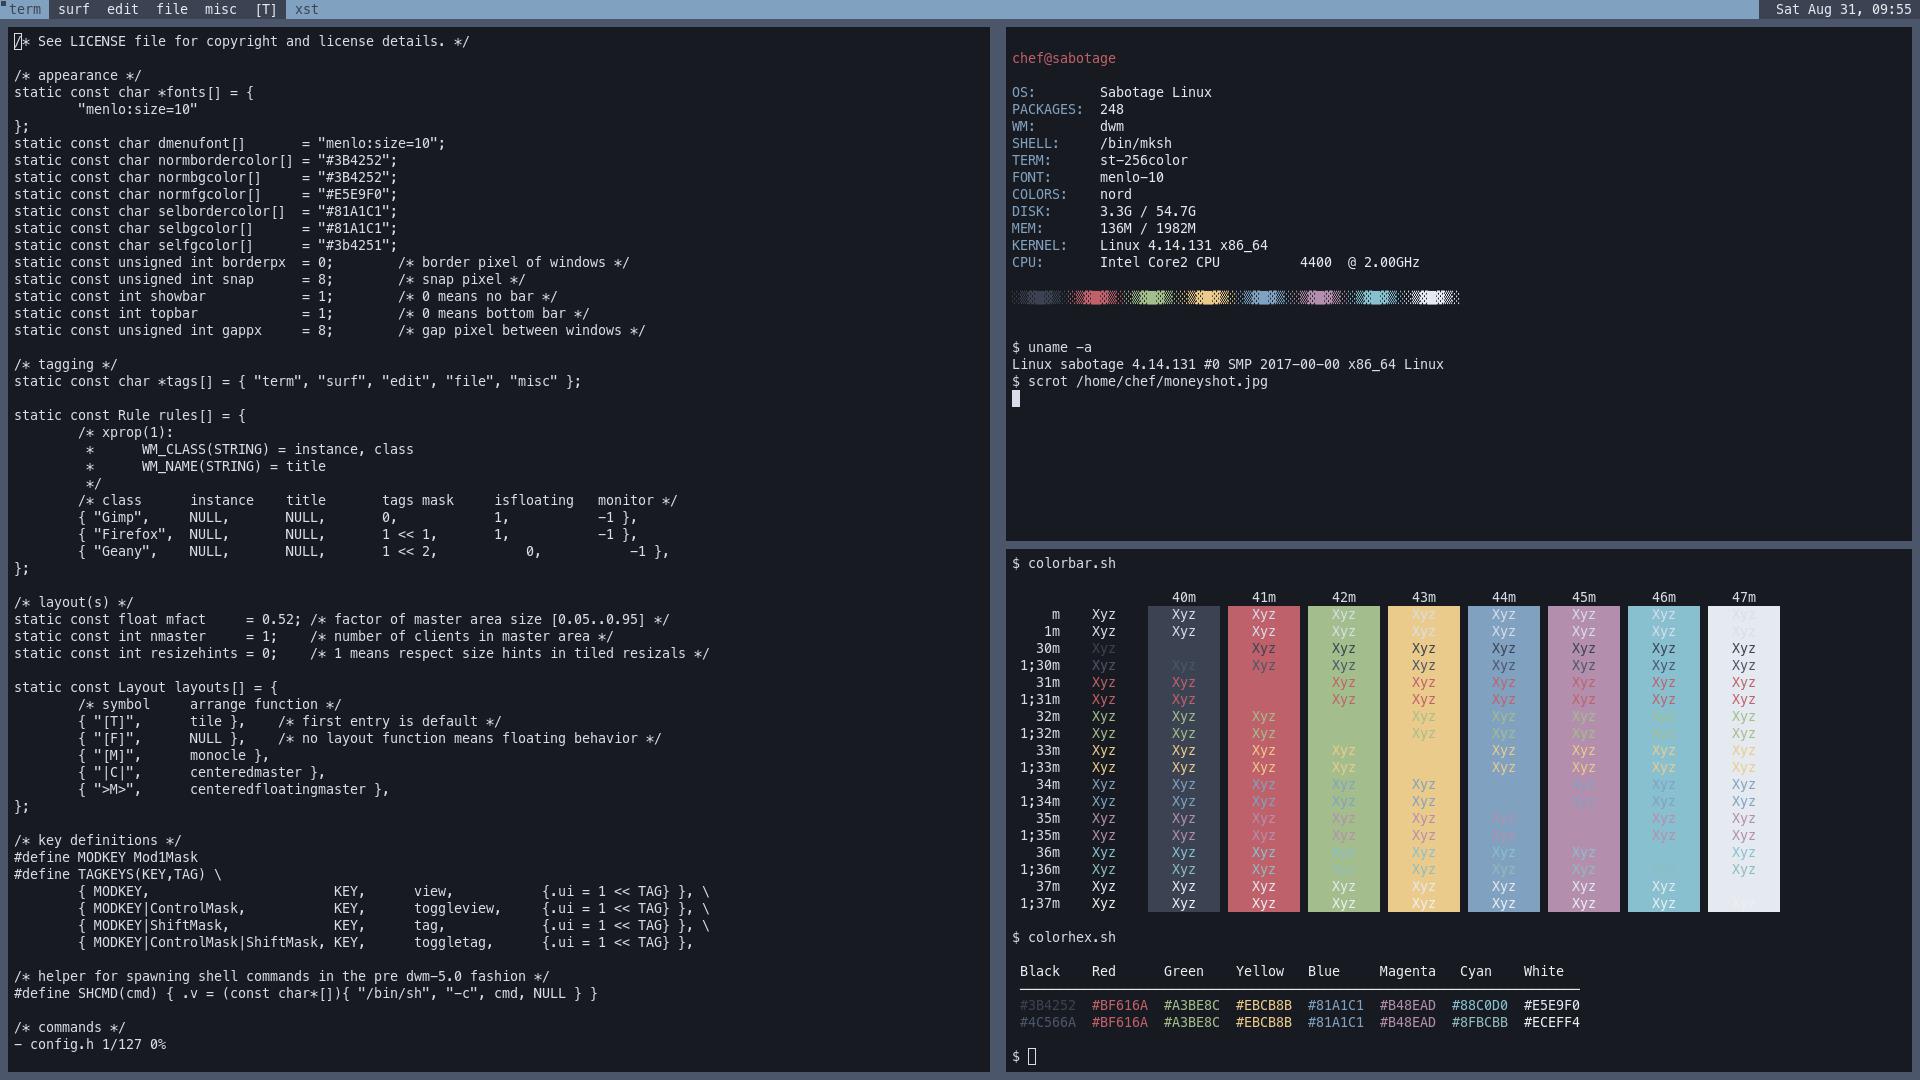 term surf edit file misc [T] xst Sat Aug 31, 09:55
/* See LICENSE file for copyright and license details. */
/* appearance */
static const char *fonts[] = {
"menlo:size=10"
};
static const char dmenufont[] = "menlo:size=10";
static const char normbordercolor[] = "#3B4252";
static const char normbgcolor[] = "#3B4252";
static const char normfgcolor[] = "#E5E9F0";
static const char selbordercolor[] = "#81A1C1";
static const char selbgcolor[] = "#81A1C1";
static const char selfgcolor[] = "#3b4251";
static const unsigned int borderpx = 0; /* border pixel of windows */
static const unsigned int snap = 8; /* snap pixel */
static const int showbar = 1; /* 0 means no bar */
static const int topbar = 1; /* 0 means bottom bar */
static const unsigned int gappx = 8; /* gap pixel between windows */
/* tagging */
static const char *tags[] = { "term", "surf", "edit", "file", "misc" };
static const Rule rules[] = {
/* xprop(1):
* WM_CLASS(STRING) = instance, class
* WM_NAME(STRING) = title
*/
/* class instance title tags mask isfloating monitor */
{ "Gimp", NULL, NULL, 0, 1, -1 },
{ "Firefox", NULL, NULL, 1 << 1, 1, -1 },
{ "Geany", NULL, NULL, 1 << 2, 0, -1 },
};
/* layout(s) */
static const float mfact = 0.52; /* factor of master area size [0.05..0.95] */
static const int nmaster = 1; /* number of clients in master area */
static const int resizehints = 0; /* 1 means respect size hints in tiled resizals */
static const Layout layouts[] = {
/* symbol arrange function */
{ "[T]", tile }, /* first entry is default */
{ "[F]", NULL }, /* no layout function means floating behavior */
{ "[M]", monocle },
{ "|C|", centeredmaster },
{ ">M>", centeredfloatingmaster },
};
/* key definitions */
#define MODKEY Mod1Mask
#define TAGKEYS(KEY,TAG) \
{ MODKEY, KEY, view, {.ui = 1 << TAG} }, \
{ MODKEY|ControlMask, KEY, toggleview, {.ui = 1 << TAG} }, \
{ MODKEY|ShiftMask, KEY, tag, {.ui = 1 << TAG} }, \
{ MODKEY|ControlMask|ShiftMask, KEY, toggletag, {.ui = 1 << TAG} },
/* helper for spawning shell commands in the pre dwm-5.0 fashion */
#define SHCMD(cmd) { .v = (const char*[]){ "/bin/sh", "-c", cmd, NULL } }
/* commands */
- config.h 1/127 0%
chef@sabotage
OS: Sabotage Linux
PACKAGES: 248
WM: dwm
SHELL: /bin/mksh
TERM: st-256color
FONT: menlo-10
COLORS: nord
DISK: 3.3G / 54.7G
MEM: 136M / 1982M
KERNEL: Linux 4.14.131 x86_64
CPU: Intel Core2 CPU 4400 @ 2.00GHz
$ uname -a
Linux sabotage 4.14.131 #0 SMP 2017-00-00 x86_64 Linux
$ scrot /home/chef/moneyshot.jpg
$ colorbar.sh
40m 41m 42m 43m 44m 45m 46m 47m
m Xyz Xyz Xyz Xyz Xyz Xyz Xyz Xyz Xyz
1m Xyz Xyz Xyz Xyz Xyz Xyz Xyz Xyz Xyz
30m Xyz Xyz Xyz Xyz Xyz Xyz Xyz Xyz
1;30m Xyz Xyz Xyz Xyz Xyz Xyz Xyz Xyz Xyz
31m Xyz Xyz Xyz Xyz Xyz Xyz Xyz Xyz
1;31m Xyz Xyz Xyz Xyz Xyz Xyz Xyz Xyz
32m Xyz Xyz Xyz Xyz Xyz Xyz Xyz Xyz
1;32m Xyz Xyz Xyz Xyz Xyz Xyz Xyz Xyz
33m Xyz Xyz Xyz Xyz Xyz Xyz Xyz Xyz
1;33m Xyz Xyz Xyz Xyz Xyz Xyz Xyz Xyz
34m Xyz Xyz Xyz Xyz Xyz Xyz Xyz Xyz
1;34m Xyz Xyz Xyz Xyz Xyz Xyz Xyz Xyz
35m Xyz Xyz Xyz Xyz Xyz Xyz Xyz Xyz
1;35m Xyz Xyz Xyz Xyz Xyz Xyz Xyz Xyz
36m Xyz Xyz Xyz Xyz Xyz Xyz Xyz Xyz
1;36m Xyz Xyz Xyz Xyz Xyz Xyz Xyz Xyz
37m Xyz Xyz Xyz Xyz Xyz Xyz Xyz Xyz
1;37m Xyz Xyz Xyz Xyz Xyz Xyz Xyz Xyz
$ colorhex.sh
Black Red Green Yellow Blue Magenta Cyan White
#3B4252 #BF616A #A3BE8C #EBCB8B #81A1C1 #B48EAD #88C0D0 #E5E9F0
#4C566A #BF616A #A3BE8C #EBCB8B #81A1C1 #B48EAD #8FBCBB #ECEFF4
$